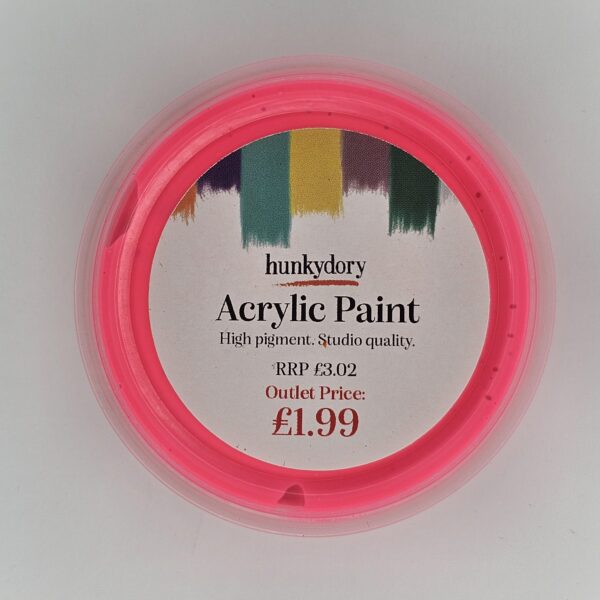 hunkydory
Acrylic Paint
High pigment. Studio quality.
RRP £3.02
Outlet Price:
£1.99